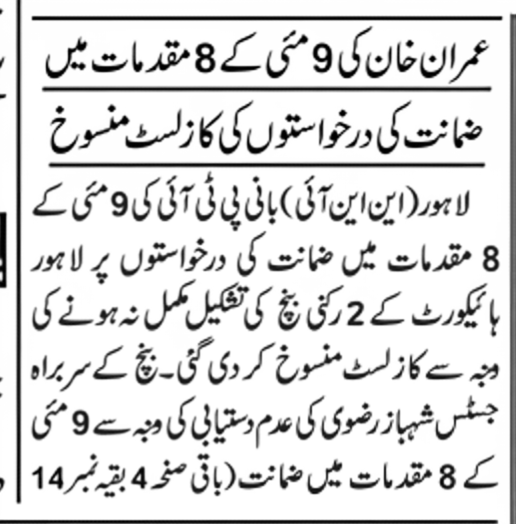 عمران خان کی 9 مئی کے 8 مقدمات میں
ضمانت کی درخواستوں کی کاز لسٹ منسوخ
لاہور (این این آئی) بانی پی ٹی آئی کی 9 مئی کے
8 مقدمات میں ضمانت کی درخواستوں پر لاہور
ہائیکورٹ کے 2 رکنی بنچ کی تشکیل مکمل نہ ہونے کی
وجہ سے کاز لسٹ منسوخ کر دی گئی۔ بنچ کے سربراہ
جسٹس شہباز رضوی کی عدم دستیابی کی وجہ سے 9 مئی
کے 8 مقدمات میں ضمانت (باقی صفحہ 4 بقیہ نمبر 14